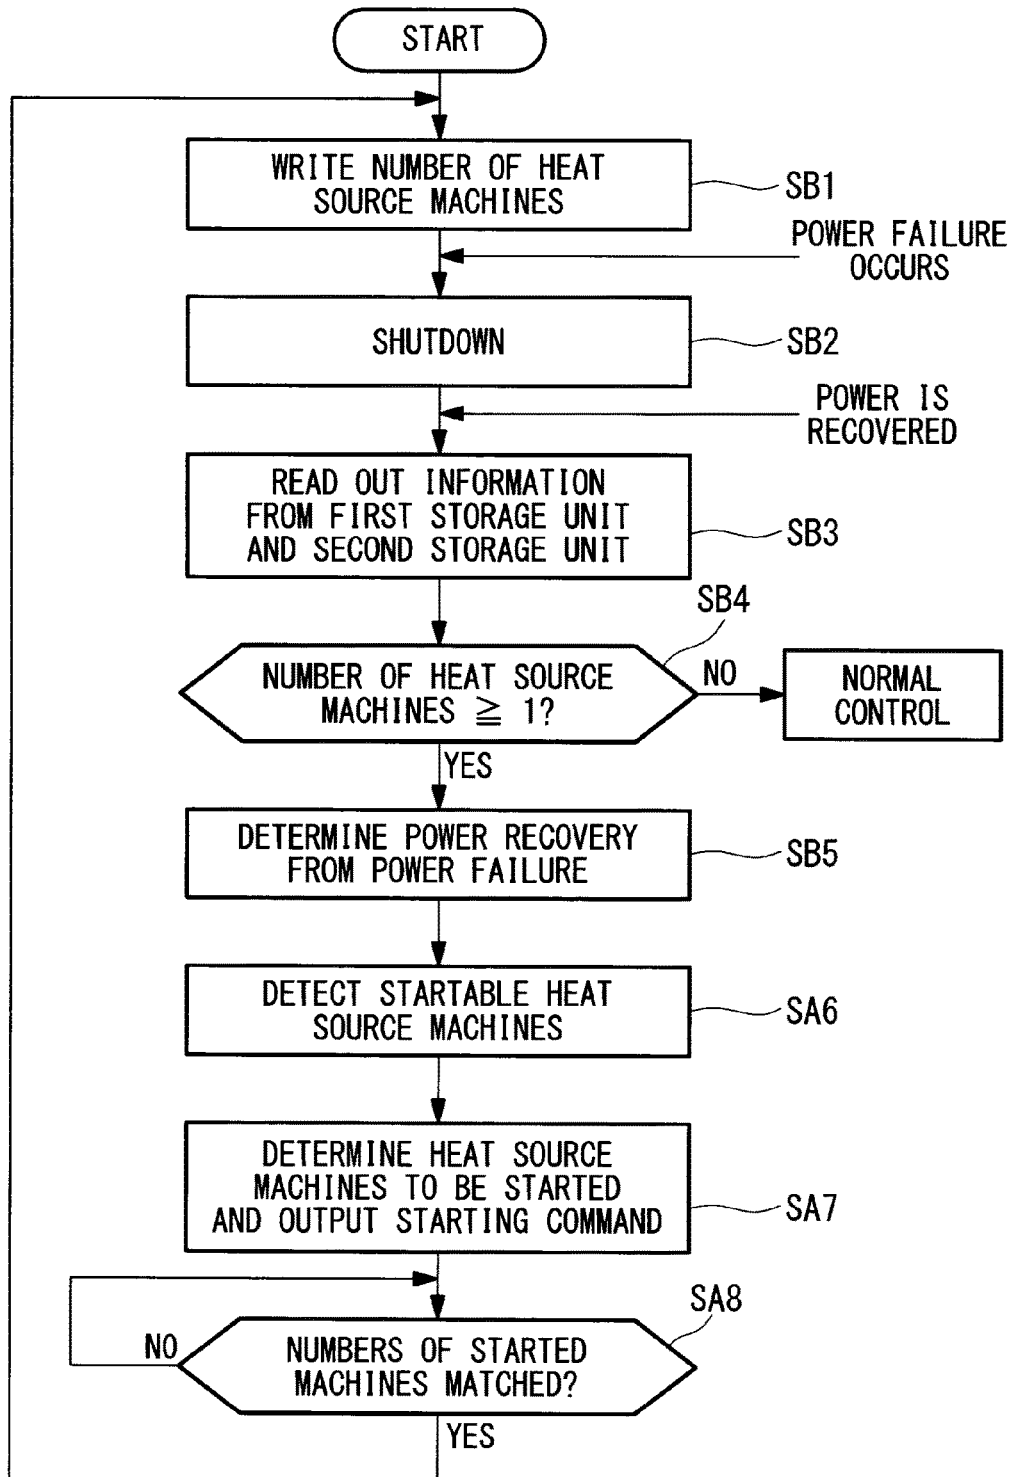 START
WRITE NUMBER OF HEAT
SOURCE MACHINES
SB1
POWER FAILURE
OCCURS
SHUTDOWN
SB2
POWER IS
RECOVERED
READ OUT INFORMATION
FROM FIRST STORAGE UNIT
AND SECOND STORAGE UNIT
SB3
SB4
NUMBER OF HEAT SOURCE
MACHINES ≧ 1?
NO
NORMAL
CONTROL
YES
DETERMINE POWER RECOVERY
FROM POWER FAILURE
SB5
DETECT STARTABLE HEAT
SOURCE MACHINES
SA6
DETERMINE HEAT SOURCE
MACHINES TO BE STARTED
AND OUTPUT STARTING COMMAND
SA7
SA8
NO
NUMBERS OF STARTED
MACHINES MATCHED?
YES